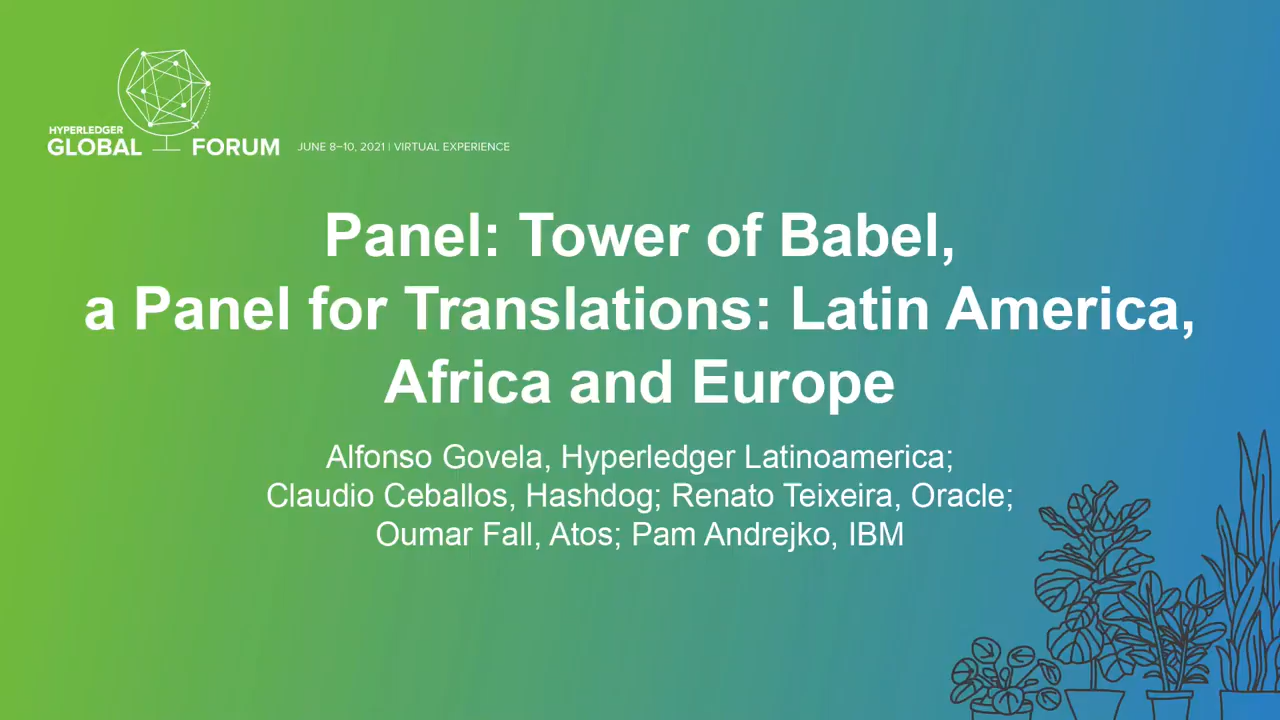 HYPERLEDGER
GLOBAL FORUM JUNE 8–10, 2021 | VIRTUAL EXPERIENCE
Panel: Tower of Babel,
a Panel for Translations: Latin America,
Africa and Europe
Alfonso Govela, Hyperledger Latinoamerica;
Claudio Ceballos, Hashdog; Renato Teixeira, Oracle;
Oumar Fall, Atos; Pam Andrejko, IBM